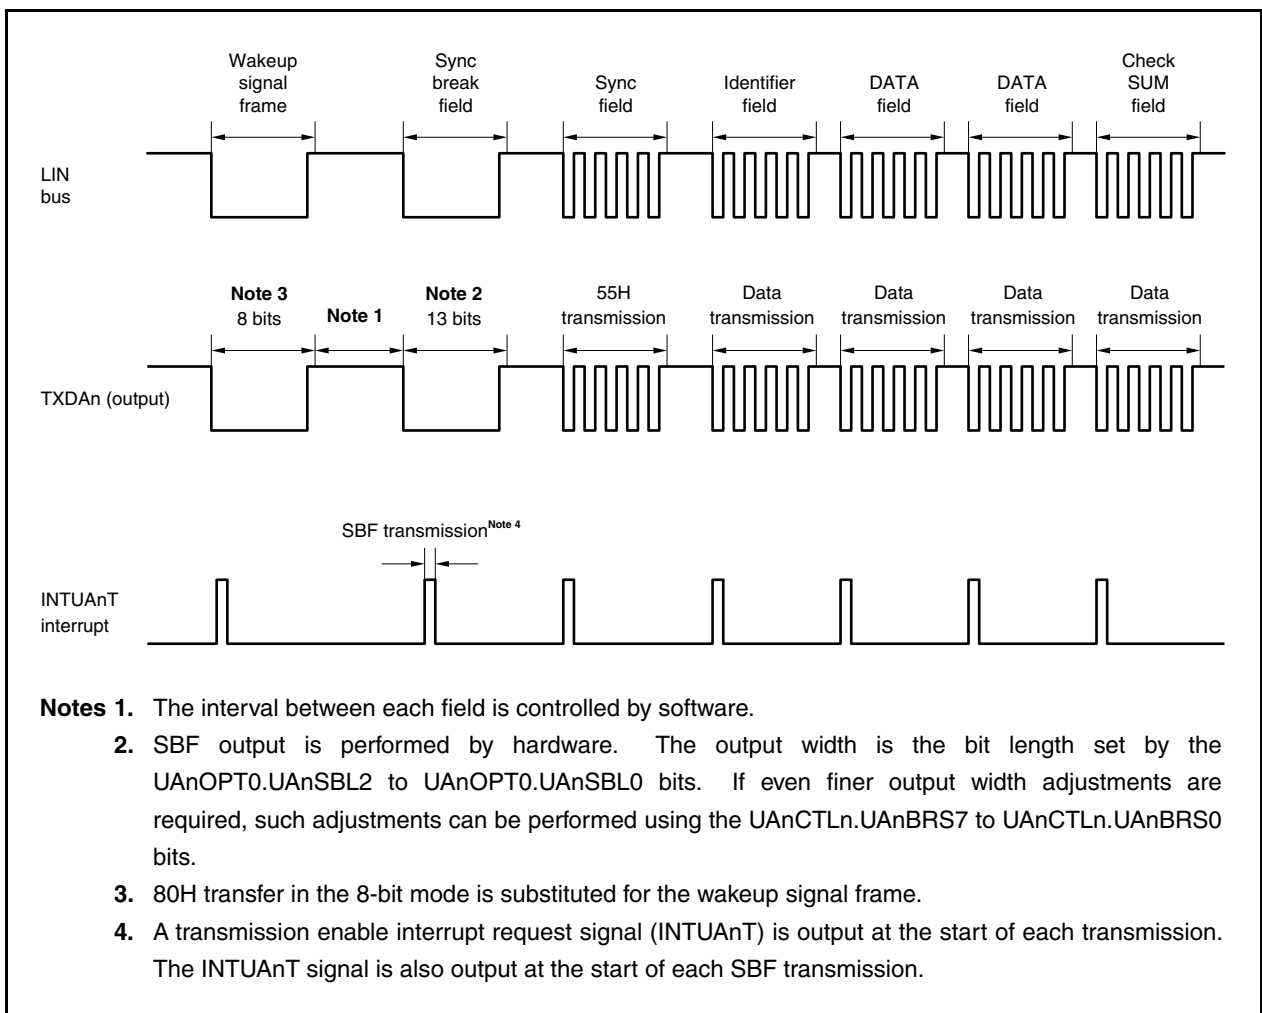 Wakeup
signal
frame
Sync
break
field
Sync
field
Identifier
field
DATA
field
DATA
field
Check
SUM
field
LIN
bus
Note 3
8 bits
Note 1
Note 2
13 bits
55H
transmission
Data
transmission
Data
transmission
Data
transmission
Data
transmission
TXDAn (output)
SBF transmission Note 4
INTUAnT
interrupt
Notes 1. The interval between each field is controlled by software.
2. SBF output is performed by hardware. The output width is the bit length set by the
UAnOPT0.UAnSBL2 to UAnOPT0.UAnSBL0 bits. If even finer output width adjustments are
required, such adjustments can be performed using the UAnCTLn.UAnBRS7 to UAnCTLn.UAnBRS0
bits.
3. 80H transfer in the 8-bit mode is substituted for the wakeup signal frame.
4. A transmission enable interrupt request signal (INTUAnT) is output at the start of each transmission.
The INTUAnT signal is also output at the start of each SBF transmission.